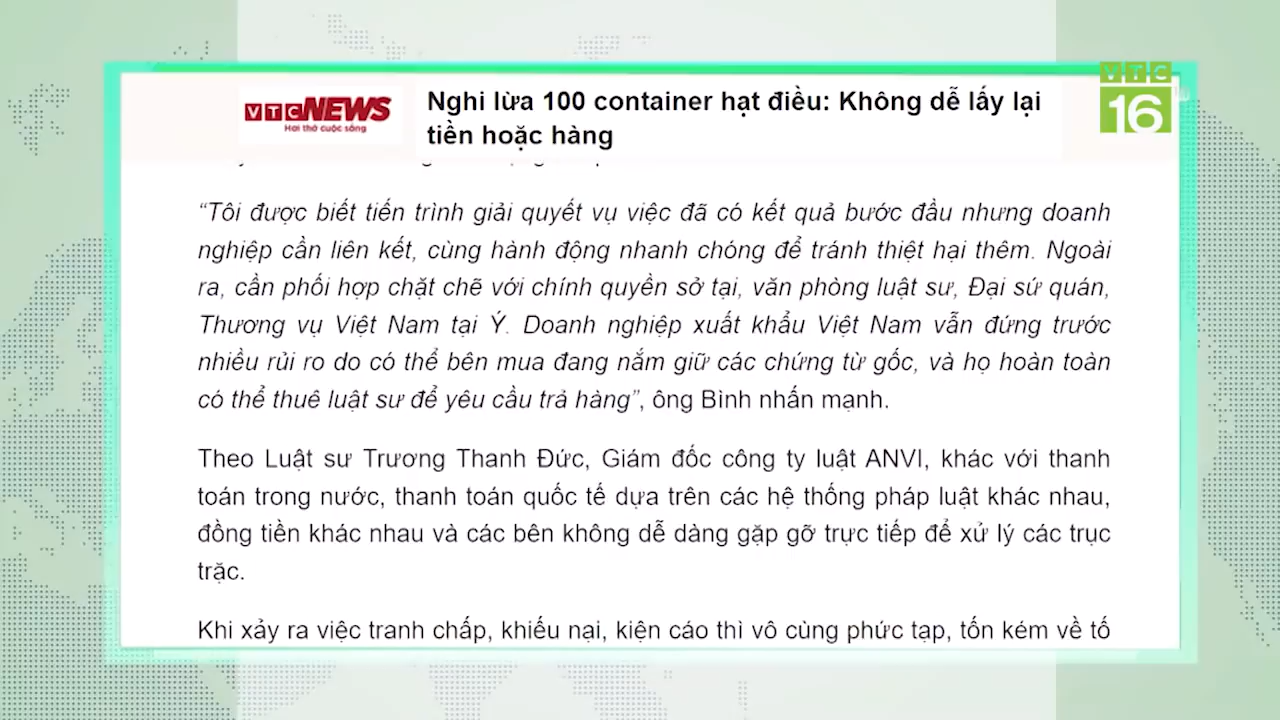 VTC NEWS
Hơi thở cuộc sống
Nghi lừa 100 container hạt điều: Không dễ lấy lại
tiền hoặc hàng
VTC
16
“Tôi được biết tiến trình giải quyết vụ việc đã có kết quả bước đầu nhưng doanh
nghiệp cần liên kết, cùng hành động nhanh chóng để tránh thiệt hại thêm. Ngoài
ra, cần phối hợp chặt chẽ với chính quyền sở tại, văn phòng luật sư, Đại sứ quán,
Thương vụ Việt Nam tại Ý. Doanh nghiệp xuất khẩu Việt Nam vẫn đứng trước
nhiều rủi ro do có thể bên mua đang nắm giữ các chứng từ gốc, và họ hoàn toàn
có thể thuê luật sư để yêu cầu trả hàng”, ông Bình nhấn mạnh.
Theo Luật sư Trương Thanh Đức, Giám đốc công ty luật ANVI, khác với thanh
toán trong nước, thanh toán quốc tế dựa trên các hệ thống pháp luật khác nhau,
đồng tiền khác nhau và các bên không dễ dàng gặp gỡ trực tiếp để xử lý các trục
trặc.
Khi xảy ra việc tranh chấp, khiếu nại, kiện cáo thì vô cùng phức tạp, tốn kém về tố